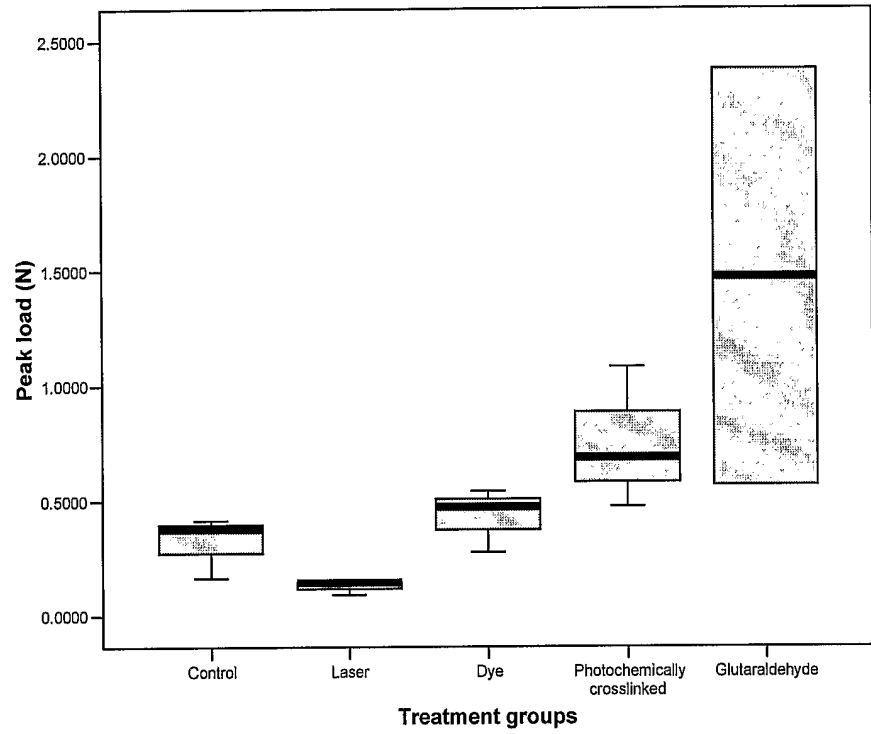 2.5000
2.0000
1.5000
1.0000
0.5000
0.0000
Peak load (N)
Control
Laser
Dye
Photochemically
crosslinked
Glutaraldehyde
Treatment groups